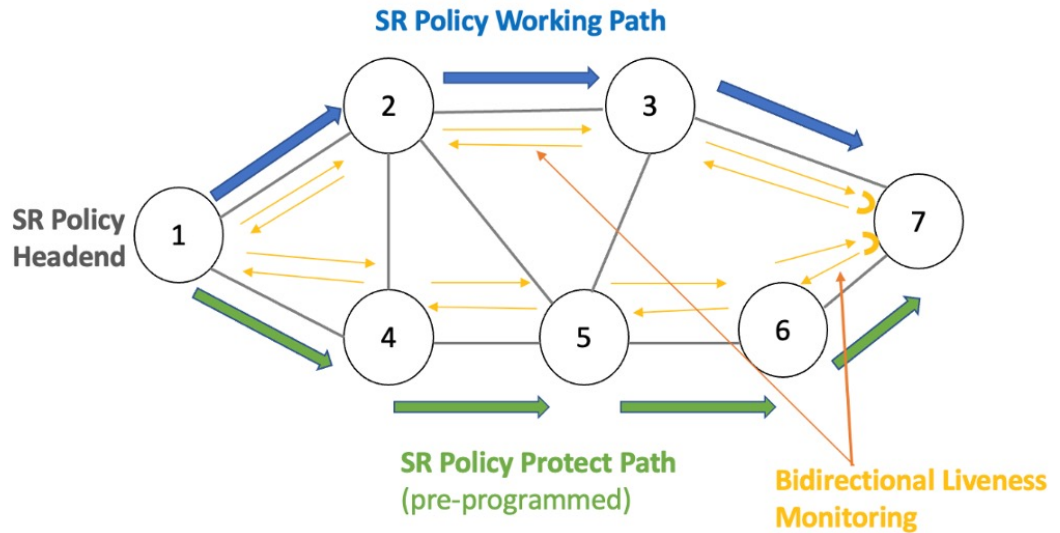 SR Policy Working Path
2
3
SR Policy
Headend
1
7
4
5
6
SR Policy Protect Path
(pre-programmed)
Bidirectional Liveness
Monitoring